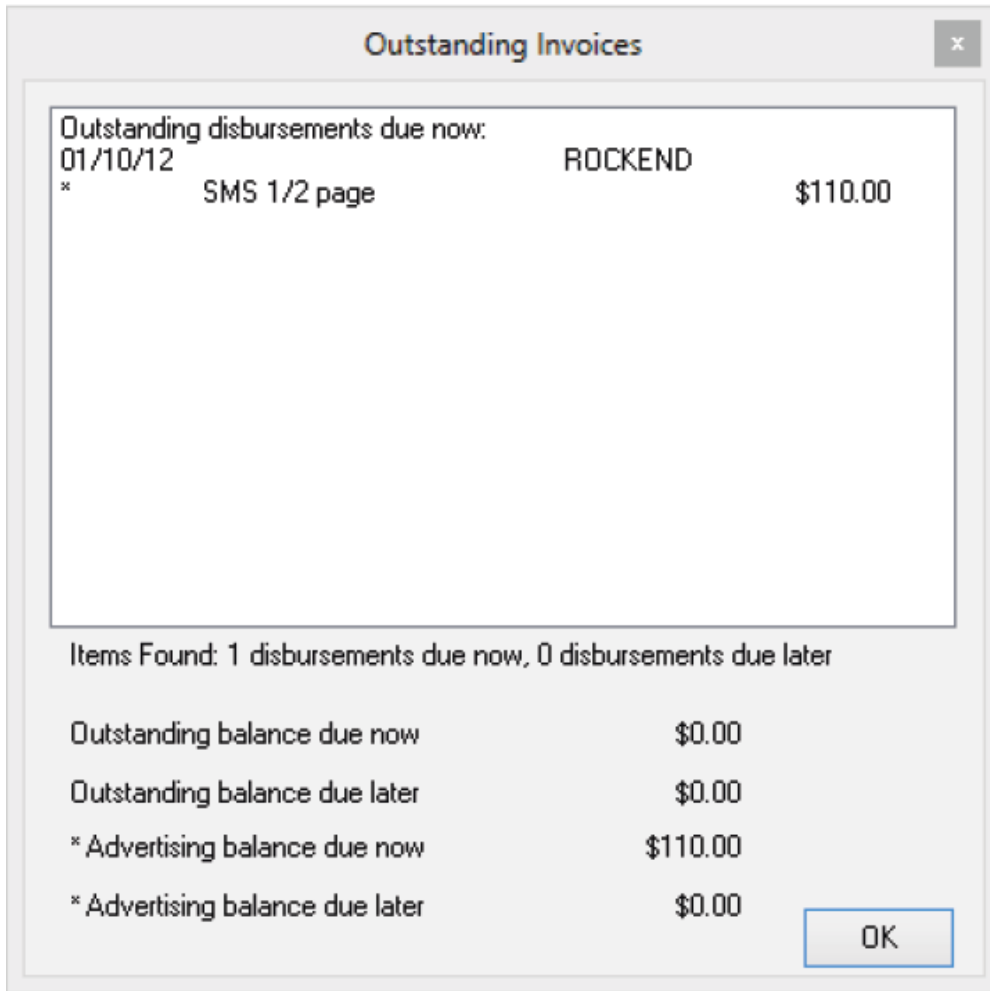 Outstanding Invoices
x
Outstanding disbursements due now:
01/10/12 ROCKEND
* SMS 1/2 page $110.00
Items Found: 1 disbursements due now, 0 disbursements due later
Outstanding balance due now $0.00
Outstanding balance due later $0.00
* Advertising balance due now $110.00
* Advertising balance due later $0.00
OK